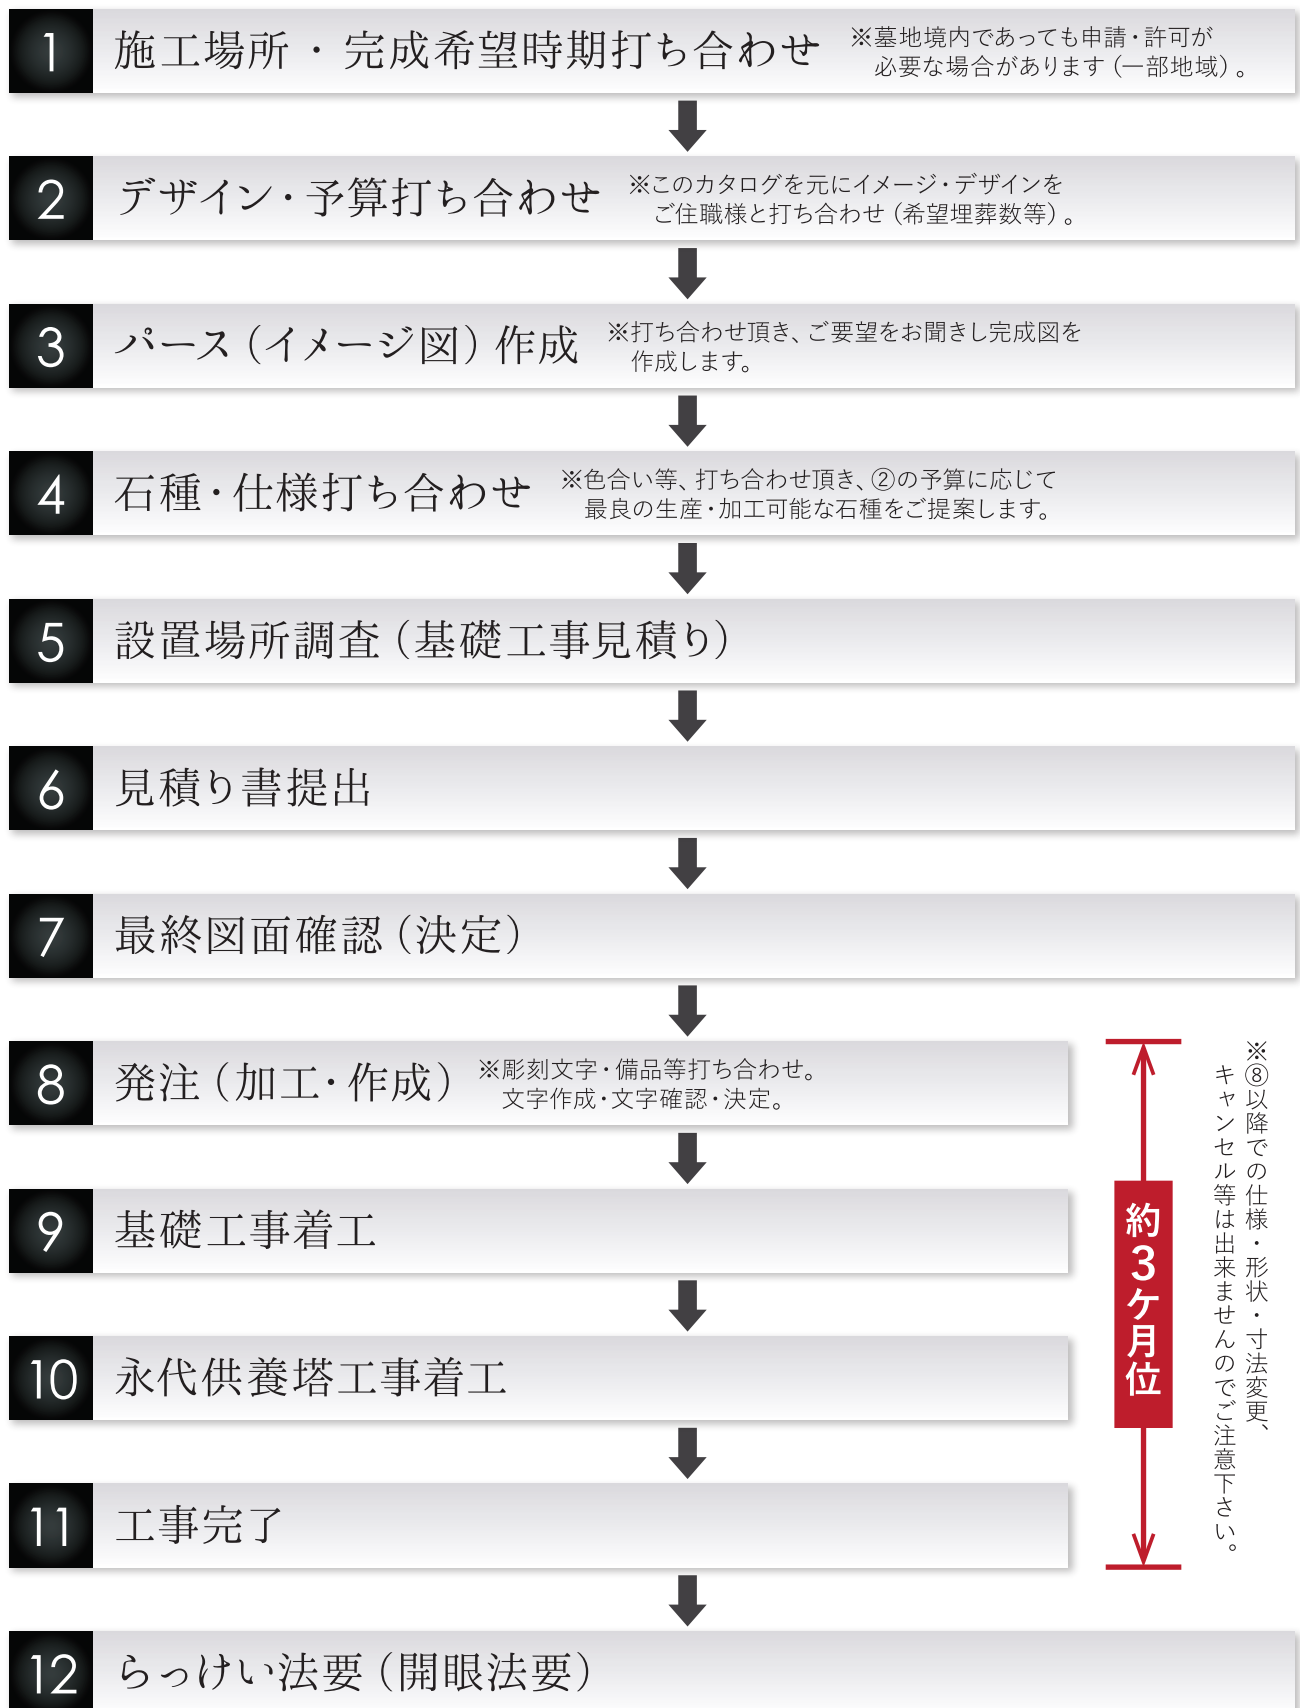 1 施工場所 ・ 完成希望時期打ち合わせ
※墓地境内であっても申請・許可が
必要な場合があります（一部地域）。
2 デザイン・予算打ち合わせ
※このカタログを元にイメージ・デザインを
ご住職様と打ち合わせ（希望埋葬数等）。
3 パース（イメージ図）作成
※打ち合わせ頂き、ご要望をお聞きし完成図を
作成します。
4 石種・仕様打ち合わせ
※色合い等、打ち合わせ頂き、②の予算に応じて
最良の生産・加工可能な石種をご提案します。
5 設置場所調査（基礎工事見積り）
6 見積り書提出
7 最終図面確認（決定）
8 発注（加工・作成）
※彫刻文字・備品等打ち合わせ。
文字作成・文字確認・決定。
9 基礎工事着工
10 永代供養塔工事着工
11 工事完了
約3ケ月位
※⑧以降での仕様・形状・寸法変更、
キャンセル等は出来ませんのでご注意下さい。
12 らっけい法要（開眼法要）